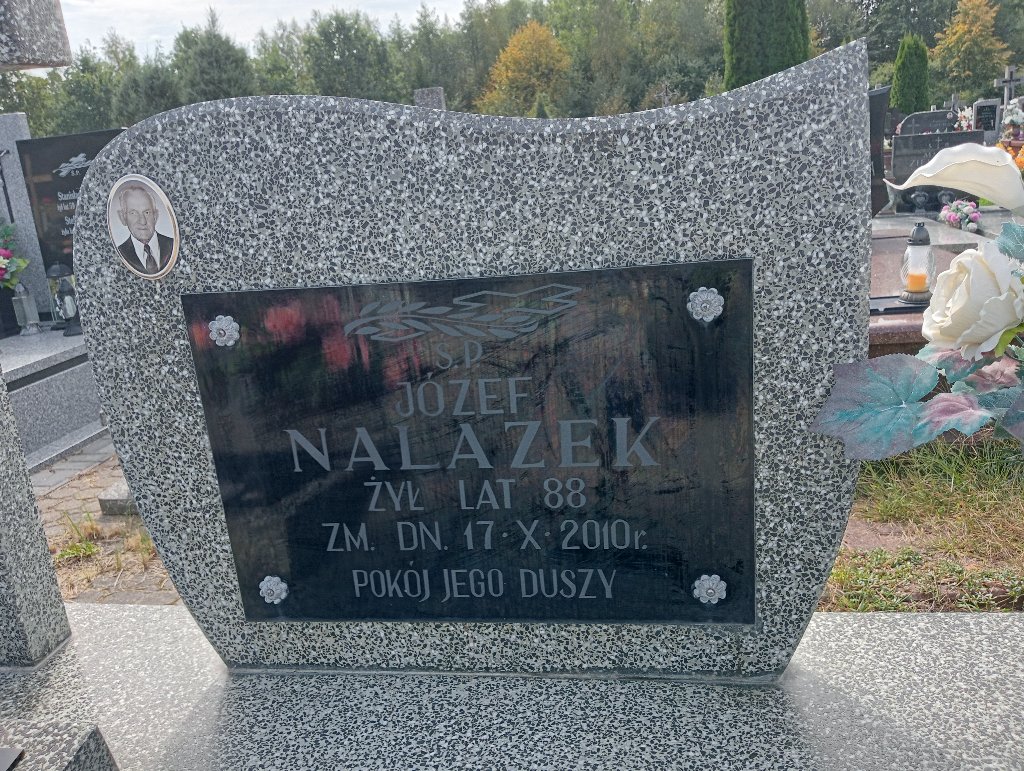 Ś.P.
JÓZEF
NALAZEK
ŻYŁ LAT 88
ZM. DN. 17·X·2010r.
POKÓJ JEGO DUSZY
Ś.P.